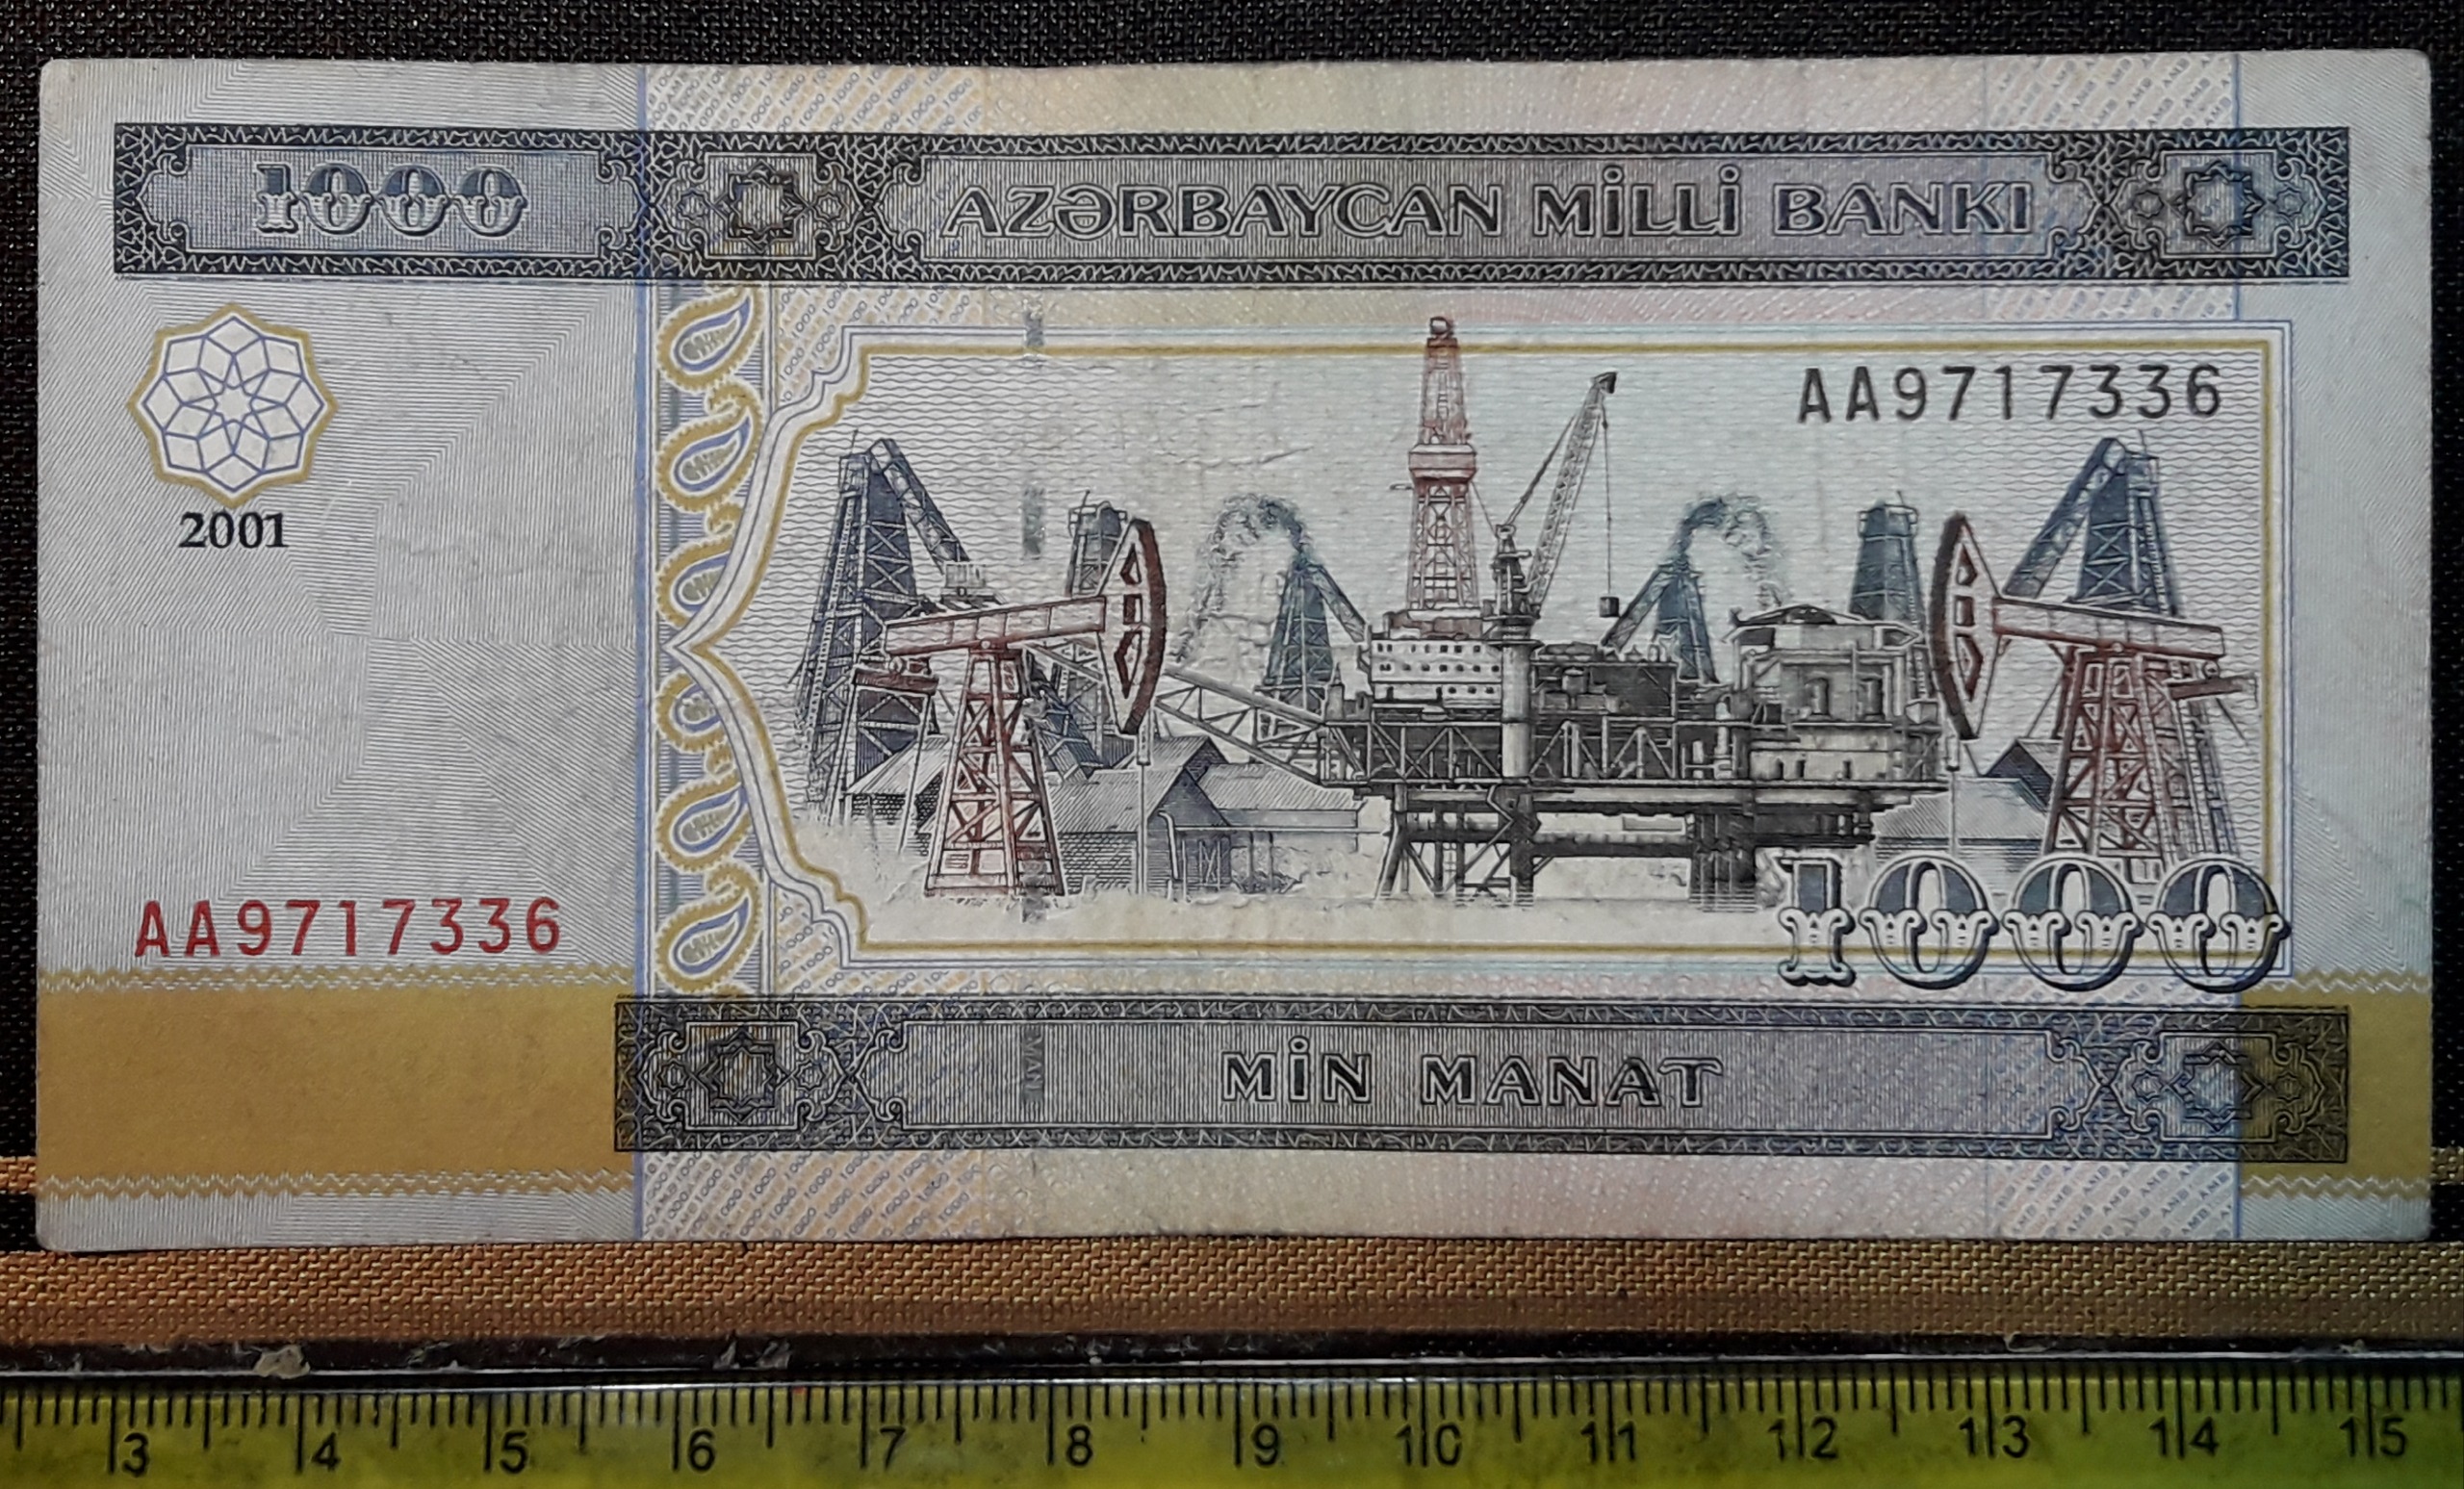 1000
AZƏRBAYCAN MİLLİ BANKI
AA9717336
2001
AA9717336
1000
MİN MANAT
3 4 5 6 7 8 9 10 11 12 13 14 15